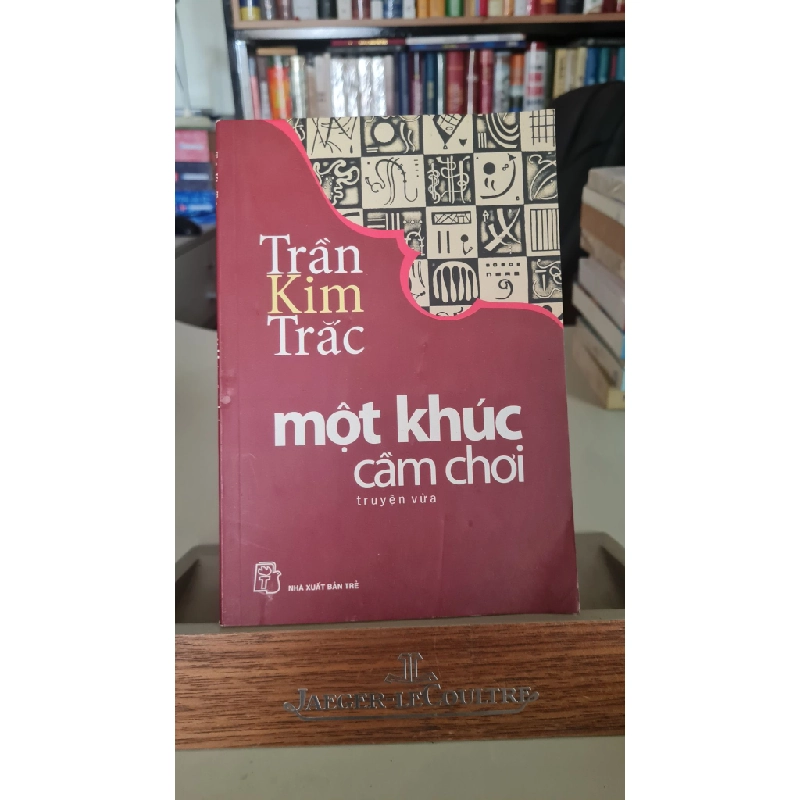 Trần
Kim
Trắc
một khúc
cầm chơi
truyện vừa
NHÀ XUẤT BẢN TRẺ
JAEGER-LECOULTRE